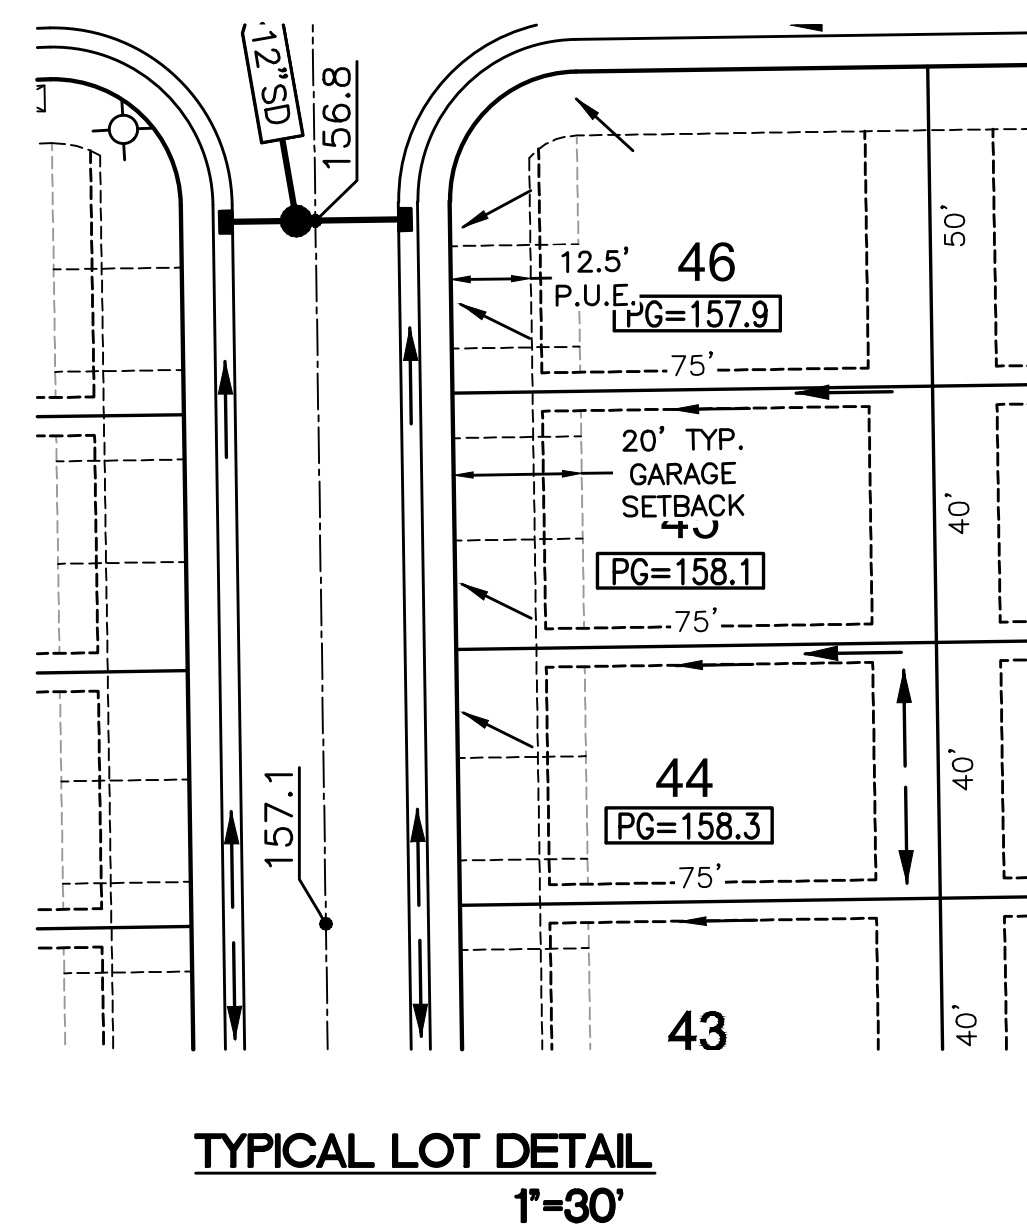 12"SD
156.8
50'
12.5'
P.U.E.
46
PG=157.9
75'
20' TYP.
GARAGE
SETBACK
45
40'
PG=158.1
75'
157.1
44
PG=158.3
40'
75'
43
40'
TYPICAL LOT DETAIL
1"=30'